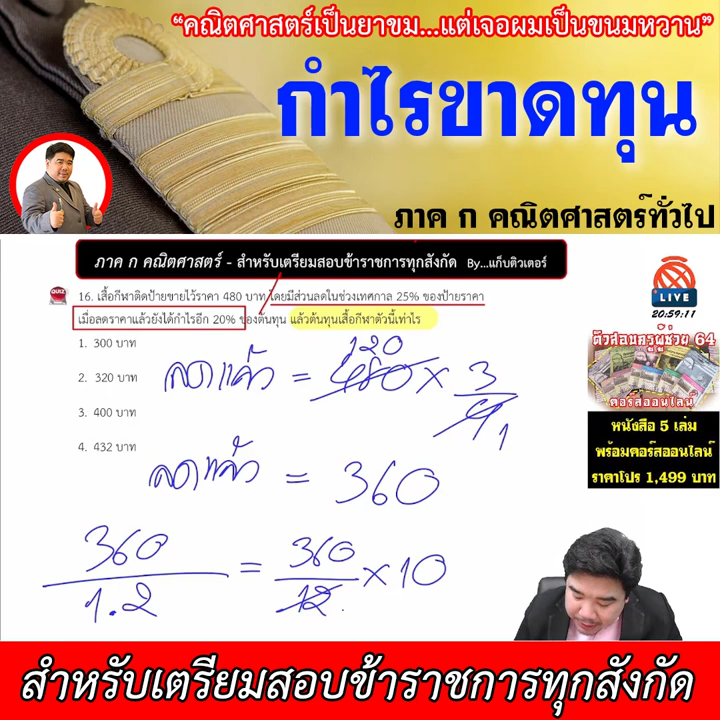 “คณิตศาสตร์เป็นยาขม...แต่เจอผมเป็นขนมหวาน”
กำไรขาดทุน
ภาค ก คณิตศาสตร์ทั่วไป
ภาค ก คณิตศาสตร์ - สำหรับเตรียมสอบข้าราชการทุกสังกัด By...แก็บติวเตอร์
QUIZ
16. เสื้อกีฬาติดป้ายขายไว้ราคา 480 บาท โดยมีส่วนลดในช่วงเทศกาล 25% ของป้ายราคา
เมื่อลดราคาแล้วยังได้กำไรอีก 20% ของต้นทุน แล้วต้นทุนเสื้อกีฬาตัวนี้เท่าไร
1. 300 บาท
2. 320 บาท
3. 400 บาท
4. 432 บาท
120
ลดแล้ว = 480 × 3/4 1
ลดแล้ว = 360
360/1.2 = 360/12 × 10
LIVE
20:59:11
ติวสอบครูผู้ช่วย 64
คอร์สออนไลน์
หนังสือ 5 เล่ม
พร้อมคอร์สออนไลน์
ราคาโปร 1,499 บาท
สำหรับเตรียมสอบข้าราชการทุกสังกัด